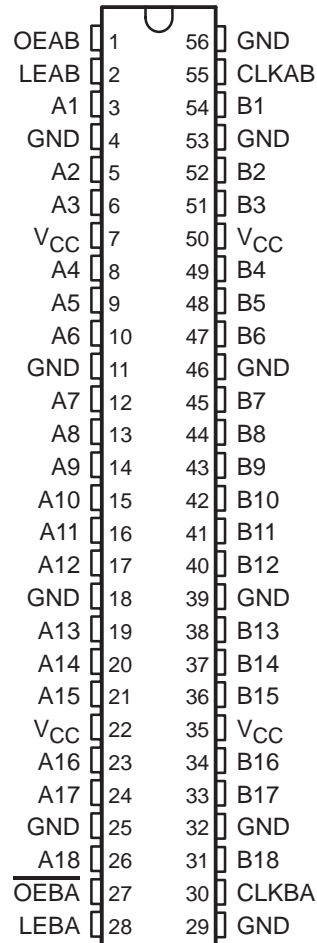 OEAB 1 56 GND
LEAB 2 55 CLKAB
A1 3 54 B1
GND 4 53 GND
A2 5 52 B2
A3 6 51 B3
VCC 7 50 VCC
A4 8 49 B4
A5 9 48 B5
A6 10 47 B6
GND 11 46 GND
A7 12 45 B7
A8 13 44 B8
A9 14 43 B9
A10 15 42 B10
A11 16 41 B11
A12 17 40 B12
GND 18 39 GND
A13 19 38 B13
A14 20 37 B14
A15 21 36 B15
VCC 22 35 VCC
A16 23 34 B16
A17 24 33 B17
GND 25 32 GND
A18 26 31 B18
O̅E̅B̅A̅ 27 30 CLKBA
LEBA 28 29 GND